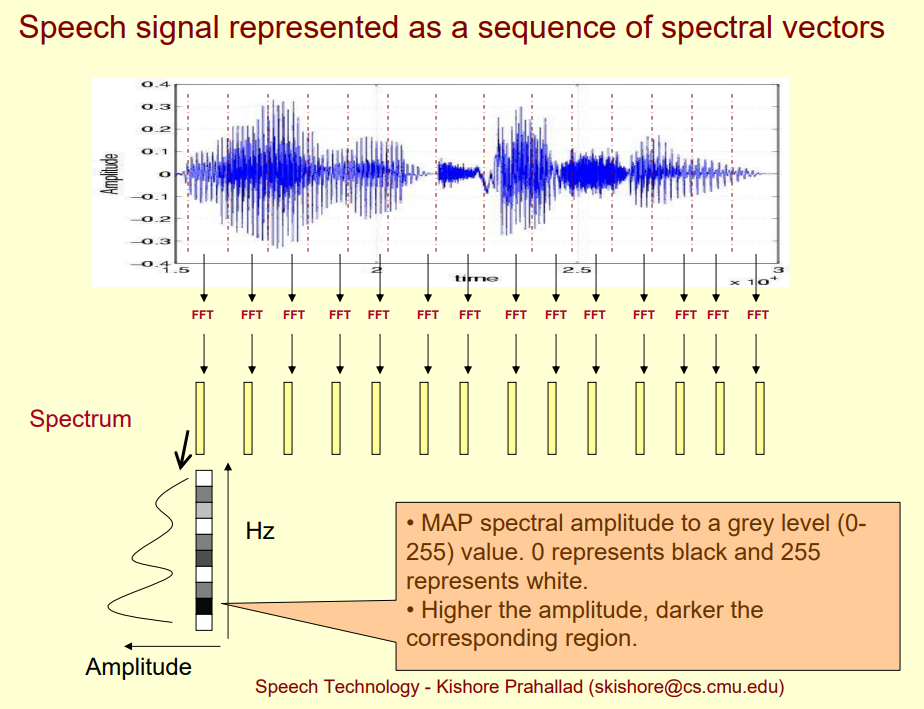 Speech signal represented as a sequence of spectral vectors
0.4
0.3
0.2
0.1
0
−0.1
−0.2
−0.3
−0.4
Amplitude
1.5 2 2.5 3
time
x 10⁴
FFT FFT FFT FFT FFT FFT FFT FFT FFT FFT FFT FFT FFT FFT
Spectrum
Hz
Amplitude
• MAP spectral amplitude to a grey level (0-
255) value. 0 represents black and 255
represents white.
• Higher the amplitude, darker the
corresponding region.
Speech Technology - Kishore Prahallad (skishore@cs.cmu.edu)